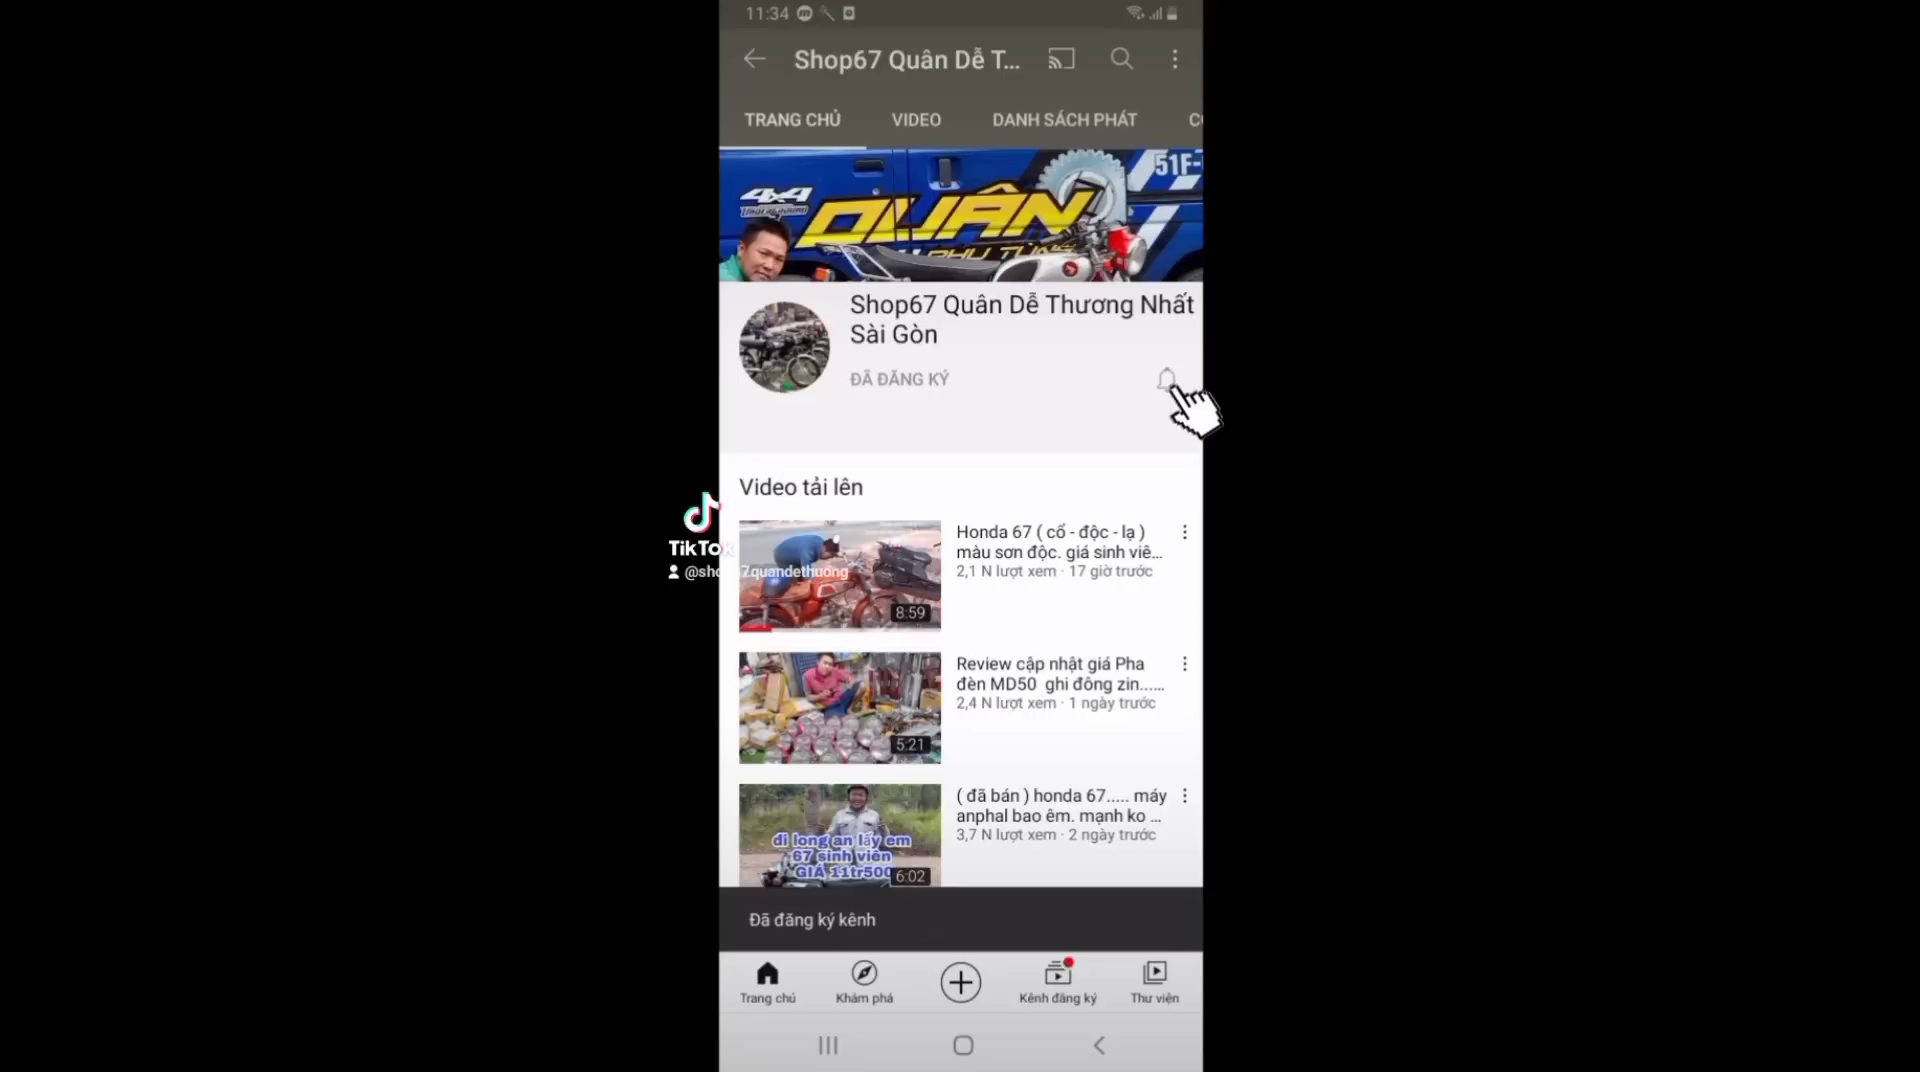 11:34
Shop67 Quân Dễ T...
TRANG CHỦ
VIDEO
DANH SÁCH PHÁT
51F-
4x4
QUÂN
PHỤ TÙNG
Shop67 Quân Dễ Thương Nhất
Sài Gòn
ĐÃ ĐĂNG KÝ
Video tải lên
TikTok
Honda 67 ( cổ - độc - lạ )
màu sơn độc. giá sinh viê...
2,1 N lượt xem · 17 giờ trước
8:59
Review cập nhật giá Pha
đèn MD50 ghi đông zin......
2,4 N lượt xem · 1 ngày trước
5:21
( đã bán ) honda 67..... máy
anphal bao êm. mạnh ko ...
3,7 N lượt xem · 2 ngày trước
đi long an lấy em
67 sinh viên
GIÁ 11tr500
6:02
Đã đăng ký kênh
Trang chủ
Khám phá
Kênh đăng ký
Thư viện